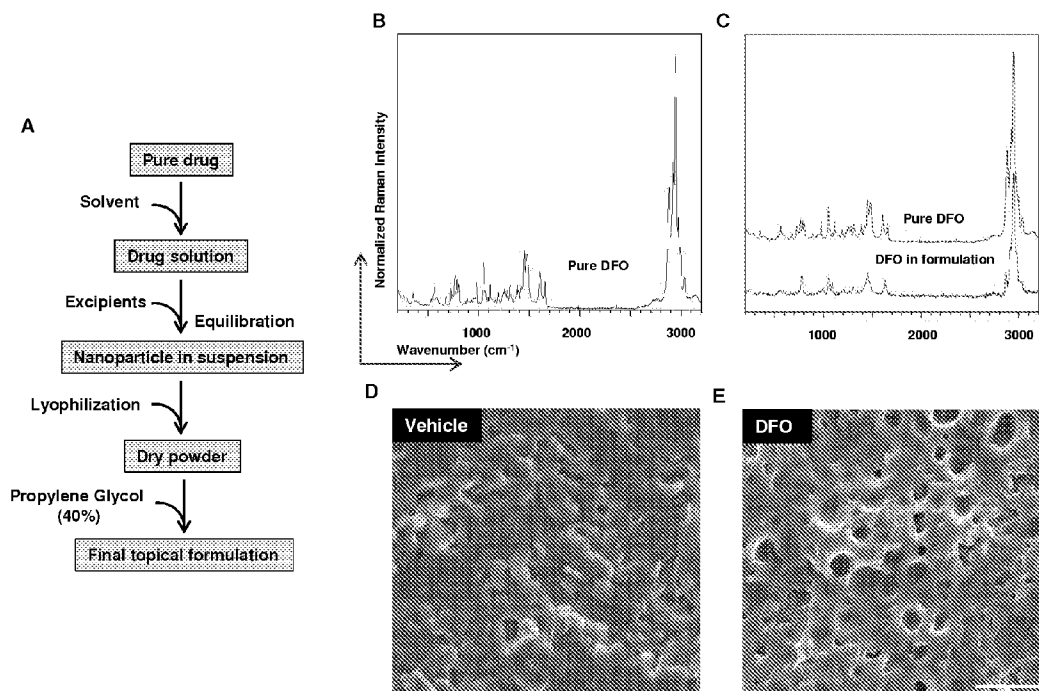 A
Pure drug
Solvent
Drug solution
Excipients
Equilibration
Nanoparticle in suspension
Lyophilization
Dry powder
Propylene Glycol
(40%)
Final topical formulation
B
Normalized Raman Intensity
Pure DFO
1000
2000
3000
Wavenumber (cm⁻¹)
C
Pure DFO
DFO in formulation
1000
2000
3000
D
Vehicle
E
DFO